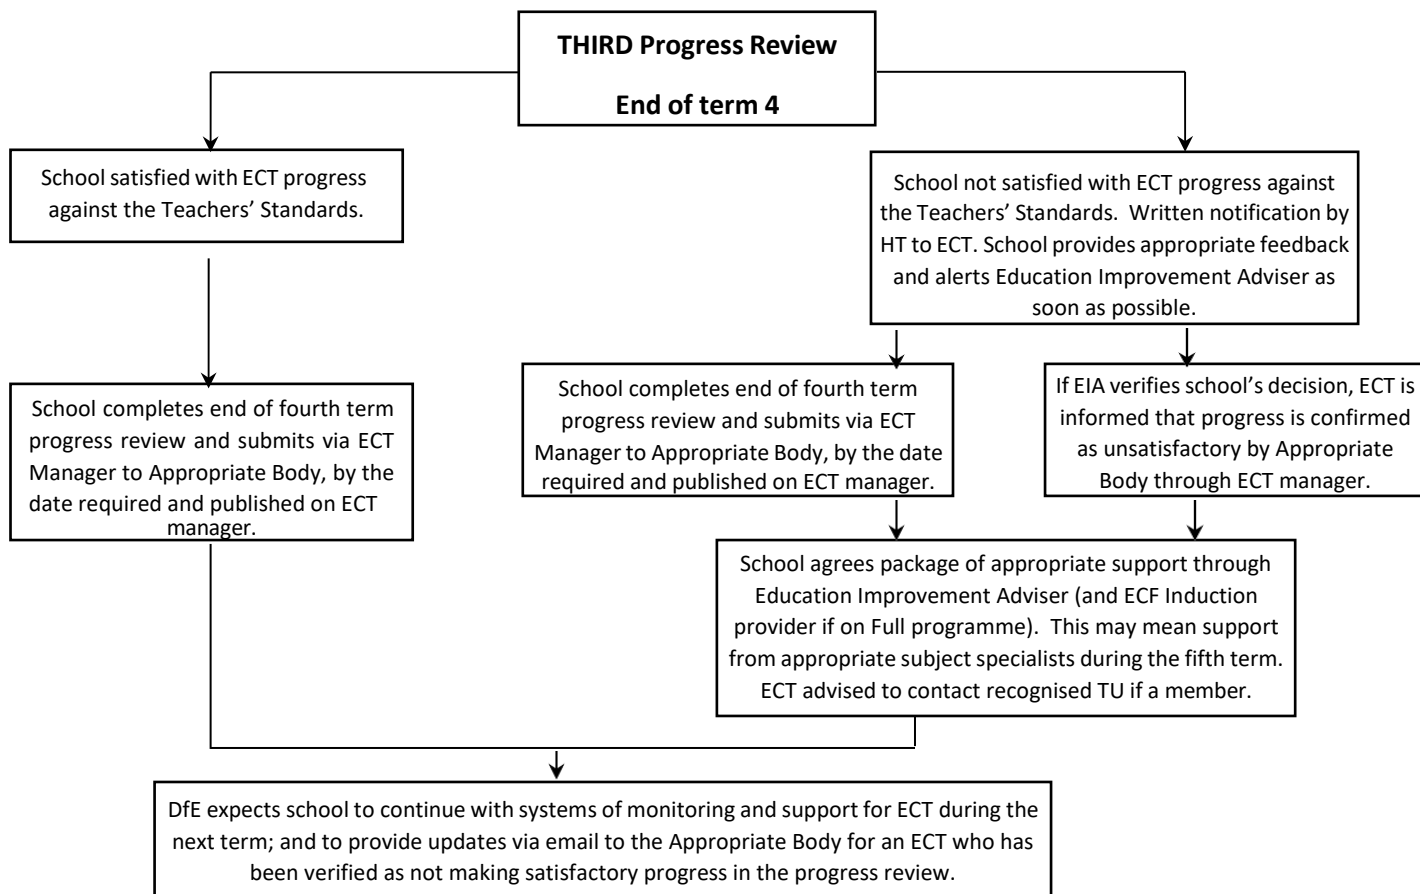 THIRD Progress Review
End of term 4
School satisfied with ECT progress
against the Teachers’ Standards.
School not satisfied with ECT progress against
the Teachers’ Standards.  Written notification by
HT to ECT. School provides appropriate feedback
and alerts Education Improvement Adviser as
soon as possible.
School completes end of fourth term
progress review and submits via ECT
Manager to Appropriate Body, by the
date required and published on ECT
manager.
School completes end of fourth term
progress review and submits via ECT
Manager to Appropriate Body, by the date
required and published on ECT manager.
If EIA verifies school’s decision, ECT is
informed that progress is confirmed
as unsatisfactory by Appropriate
Body through ECT manager.
School agrees package of appropriate support through
Education Improvement Adviser (and ECF Induction
provider if on Full programme).  This may mean support
from appropriate subject specialists during the fifth term.
ECT advised to contact recognised TU if a member.
DfE expects school to continue with systems of monitoring and support for ECT during the
next term; and to provide updates via email to the Appropriate Body for an ECT who has
been verified as not making satisfactory progress in the progress review.